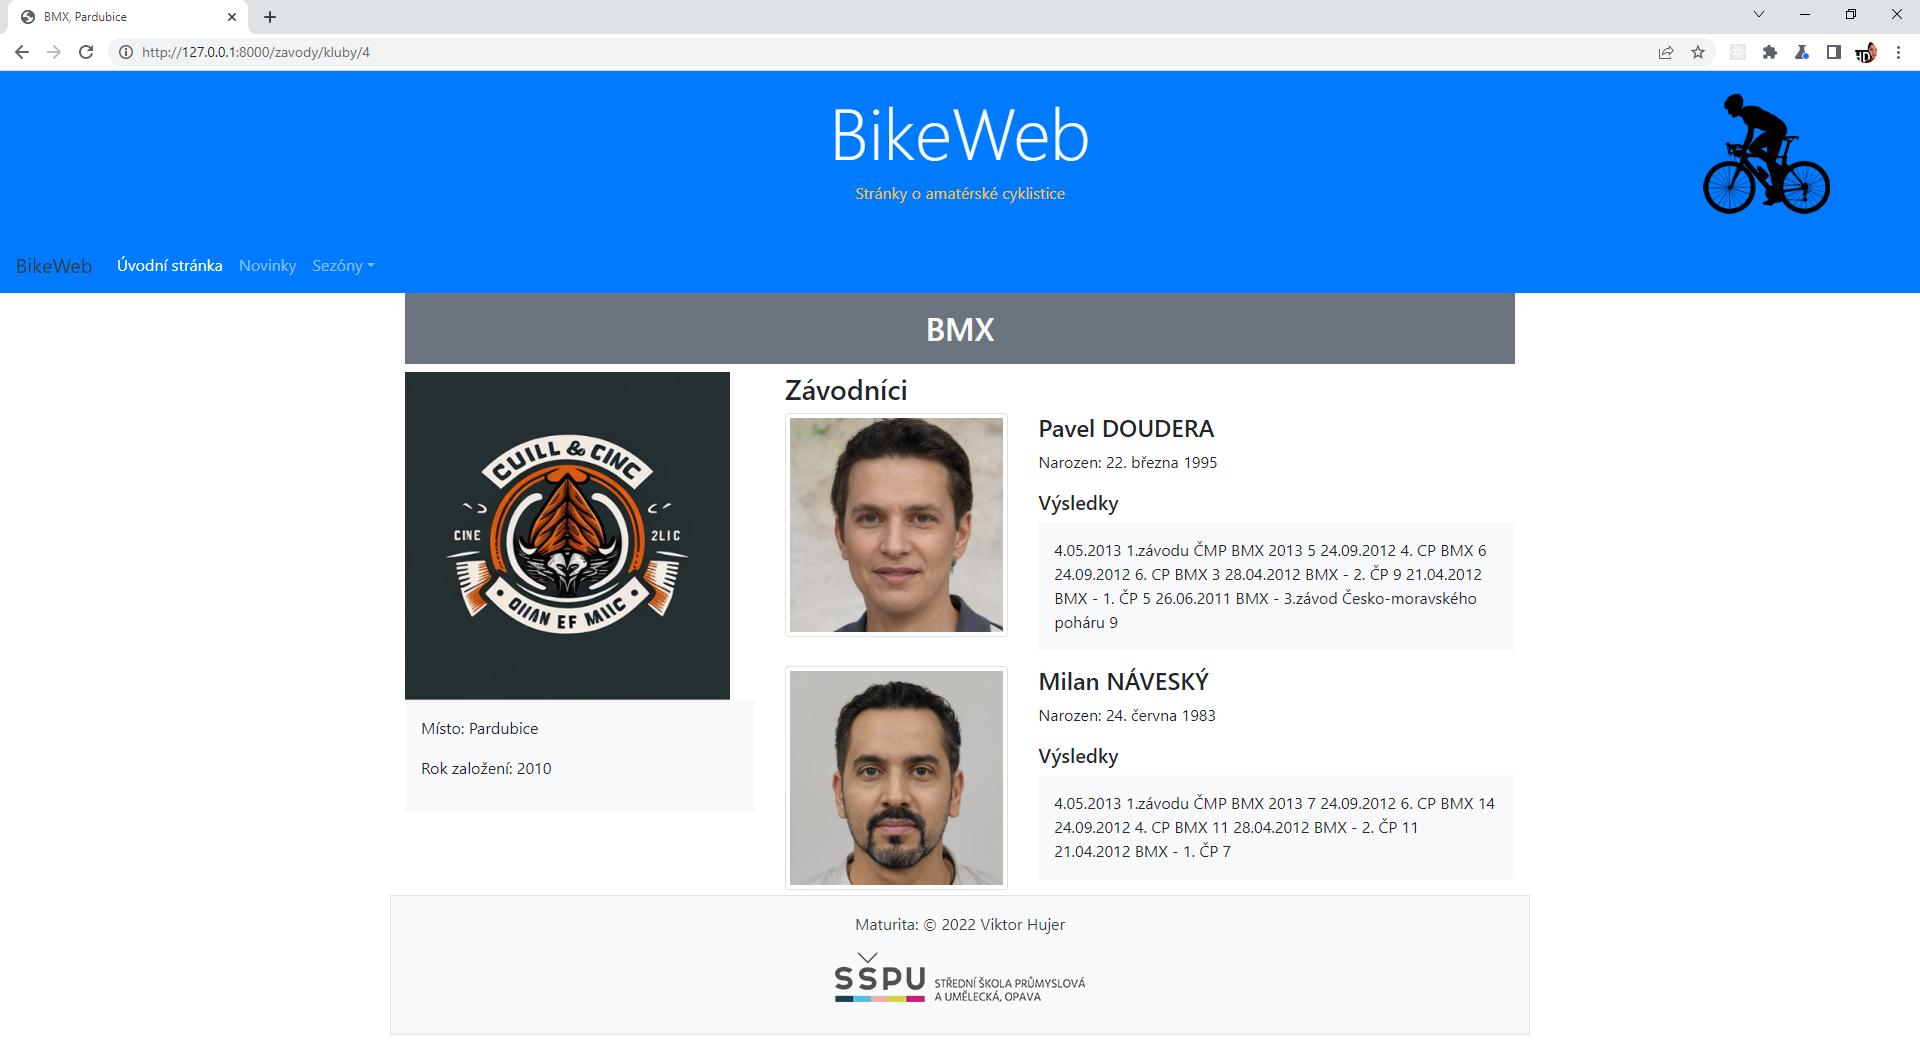 BMX, Pardubice
http://127.0.0.1:8000/zavody/kluby/4
BikeWeb
Stránky o amatérské cyklistice
BikeWeb Úvodní stránka Novinky Sezóny
BMX
CUILL & CINC
CINE 2LIC
Místo: Pardubice
Rok založení: 2010
Závodníci
Pavel DOUDERA
Narozen: 22. března 1995
Výsledky
4.05.2013 1.závodu ČMP BMX 2013 5 24.09.2012 4. CP BMX 6
24.09.2012 6. CP BMX 3 28.04.2012 BMX - 2. ČP 9 21.04.2012
BMX - 1. ČP 5 26.06.2011 BMX - 3.závod Česko-moravského
poháru 9
Milan NÁVESKÝ
Narozen: 24. června 1983
Výsledky
4.05.2013 1.závodu ČMP BMX 2013 7 24.09.2012 6. CP BMX 14
24.09.2012 4. CP BMX 11 28.04.2012 BMX - 2. ČP 11
21.04.2012 BMX - 1. ČP 7
Maturita: © 2022 Viktor Hujer
SŠPU STŘEDNÍ ŠKOLA PRŮMYSLOVÁ
A UMĚLECKÁ, OPAVA